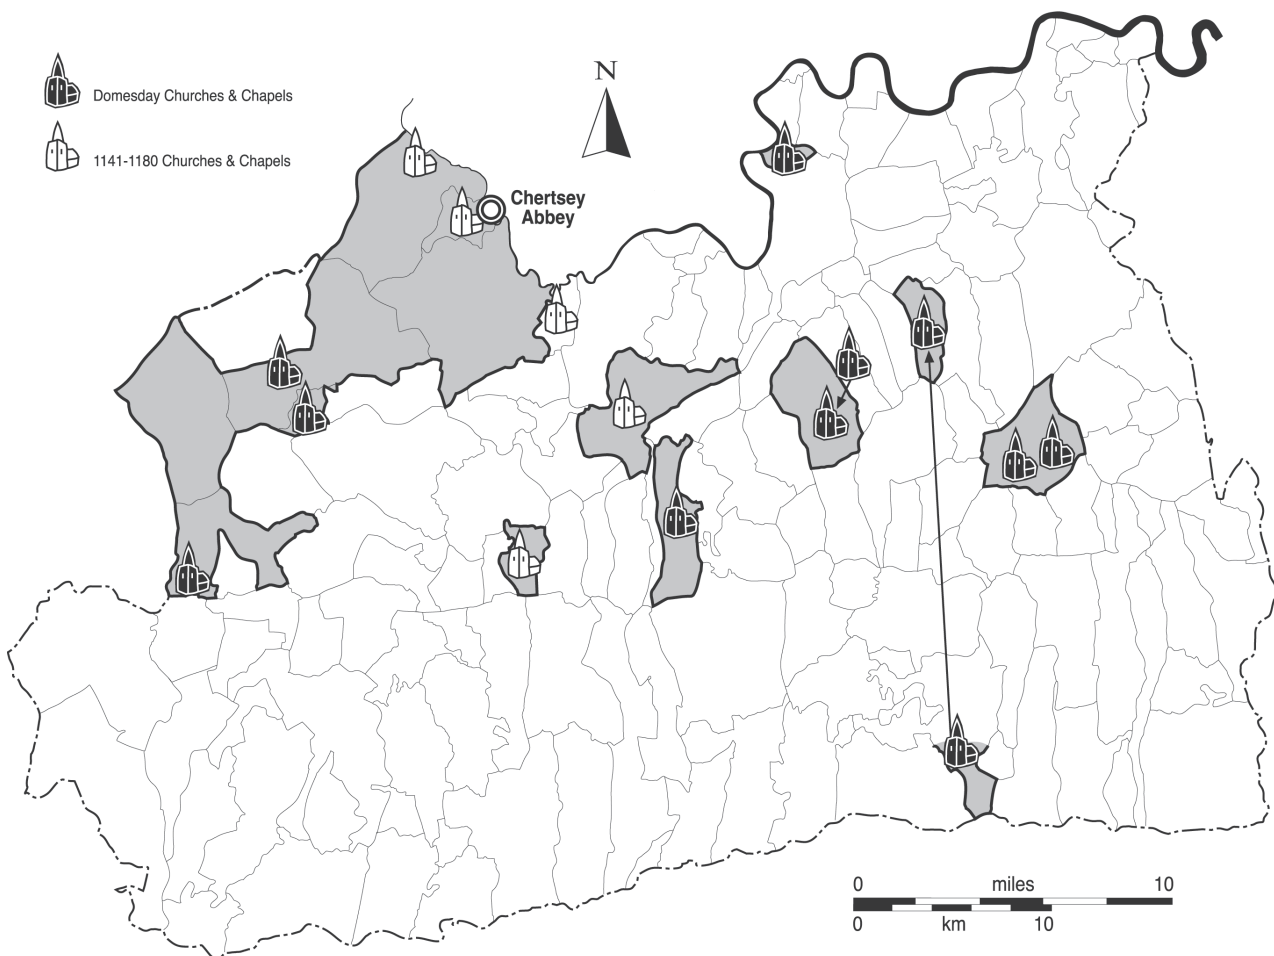 Domesday Churches & Chapels
1141-1180 Churches & Chapels
N
Chertsey
Abbey
0 miles 10
0 km 10